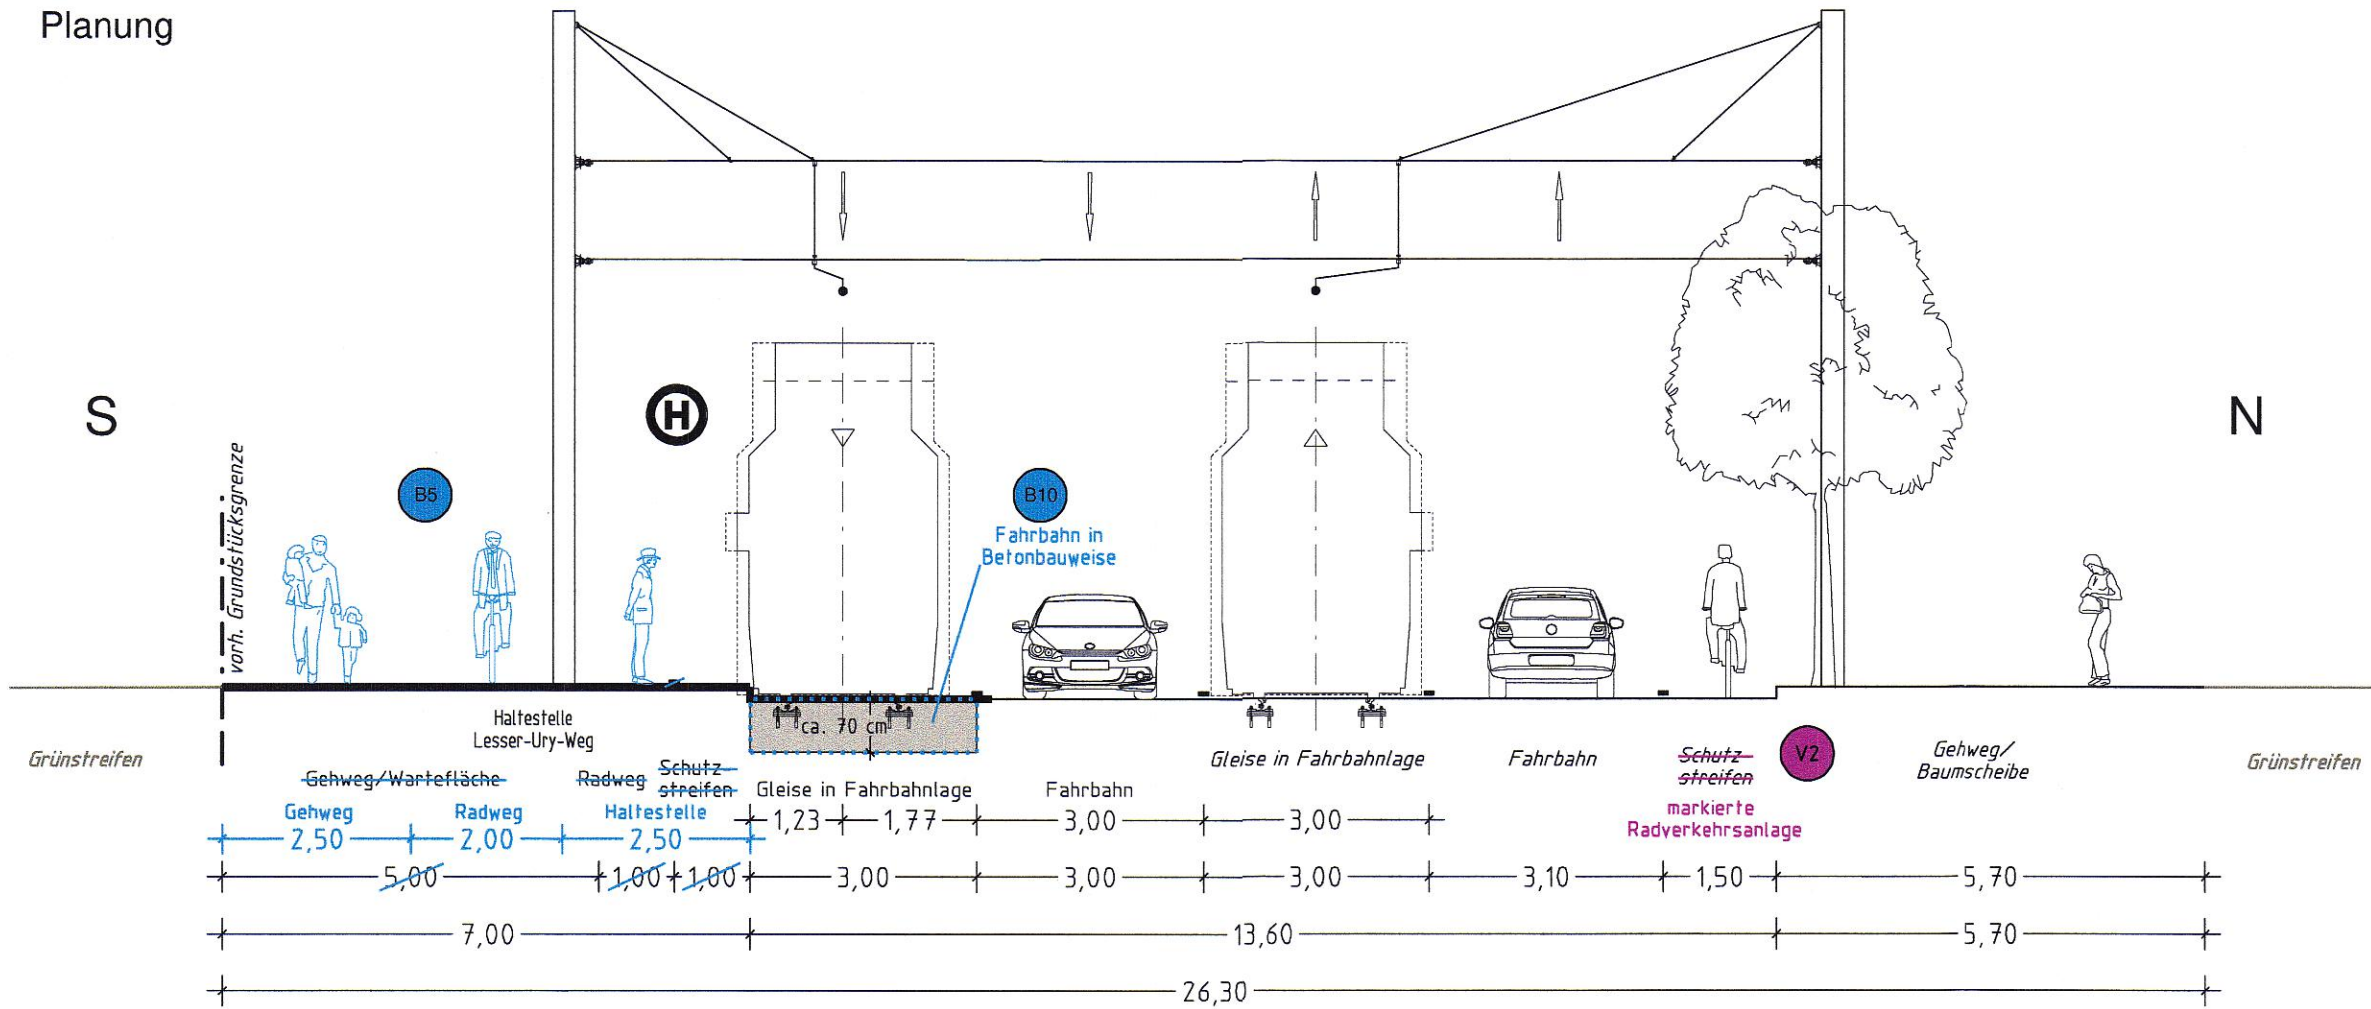 Planung
S
N
H
vorh. Grundstücksgrenze
B5
B10
Fahrbahn in
Betonbauweise
ca. 70 cm
Haltestelle
Lesser-Ury-Weg
Grünstreifen
Gehweg/Wartefläche
Radweg
Schutz-
streifen
Gleise in Fahrbahnlage
Fahrbahn
Gleise in Fahrbahnlage
Fahrbahn
Schutz-
streifen
V2
Gehweg/
Baumscheibe
Grünstreifen
markierte
Radverkehrsanlage
Gehweg
Radweg
Haltestelle
2,50
2,00
2,50
1,23
1,77
3,00
3,00
5,00
1,00
1,00
3,00
3,00
3,00
3,10
1,50
5,70
7,00
13,60
5,70
26,30